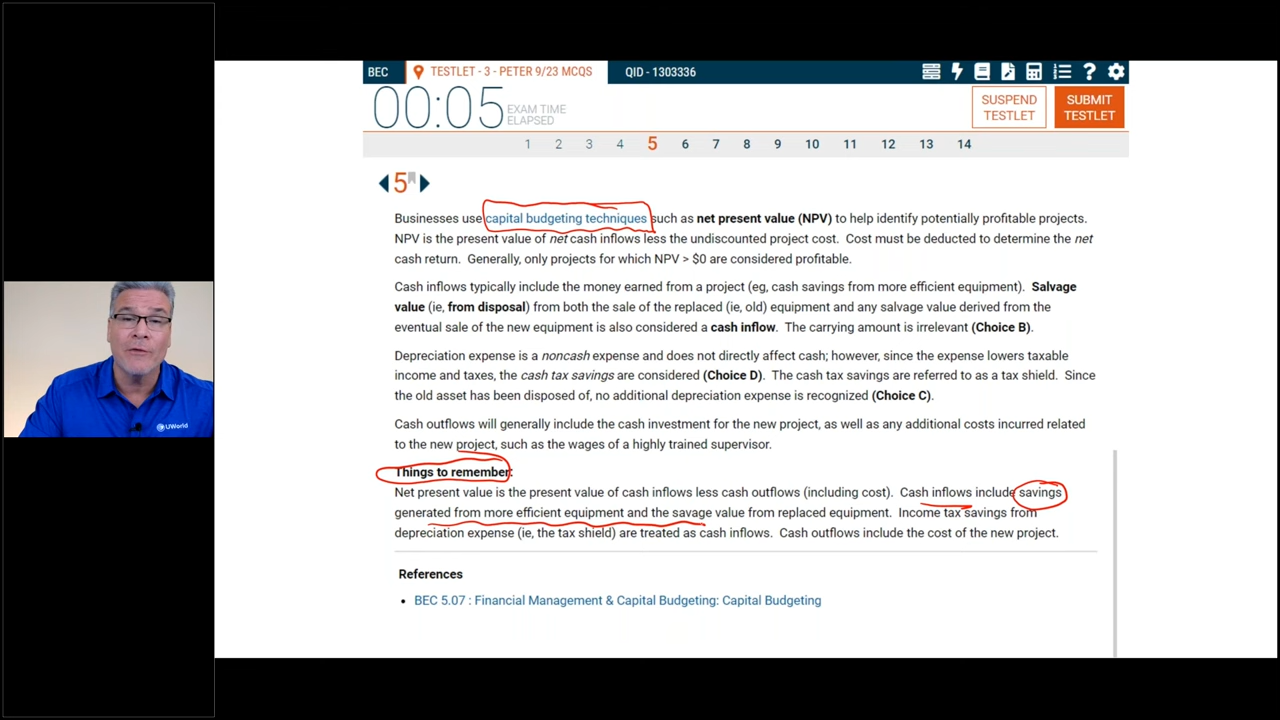 BEC
TESTLET - 3 - PETER 9/23 MCQS
QID - 1303336
00:05
EXAM TIME
ELAPSED
SUSPEND
TESTLET
SUBMIT
TESTLET
1 2 3 4 5 6 7 8 9 10 11 12 13 14
5
Businesses use capital budgeting techniques such as net present value (NPV) to help identify potentially profitable projects.
NPV is the present value of net cash inflows less the undiscounted project cost. Cost must be deducted to determine the net
cash return. Generally, only projects for which NPV > $0 are considered profitable.
Cash inflows typically include the money earned from a project (eg, cash savings from more efficient equipment). Salvage
value (ie, from disposal) from both the sale of the replaced (ie, old) equipment and any salvage value derived from the
eventual sale of the new equipment is also considered a cash inflow. The carrying amount is irrelevant (Choice B).
Depreciation expense is a noncash expense and does not directly affect cash; however, since the expense lowers taxable
income and taxes, the cash tax savings are considered (Choice D). The cash tax savings are referred to as a tax shield. Since
the old asset has been disposed of, no additional depreciation expense is recognized (Choice C).
Cash outflows will generally include the cash investment for the new project, as well as any additional costs incurred related
to the new project, such as the wages of a highly trained supervisor.
Things to remember:
Net present value is the present value of cash inflows less cash outflows (including cost). Cash inflows include savings
generated from more efficient equipment and the savage value from replaced equipment. Income tax savings from
depreciation expense (ie, the tax shield) are treated as cash inflows. Cash outflows include the cost of the new project.
References
• BEC 5.07 : Financial Management & Capital Budgeting: Capital Budgeting
UWorld